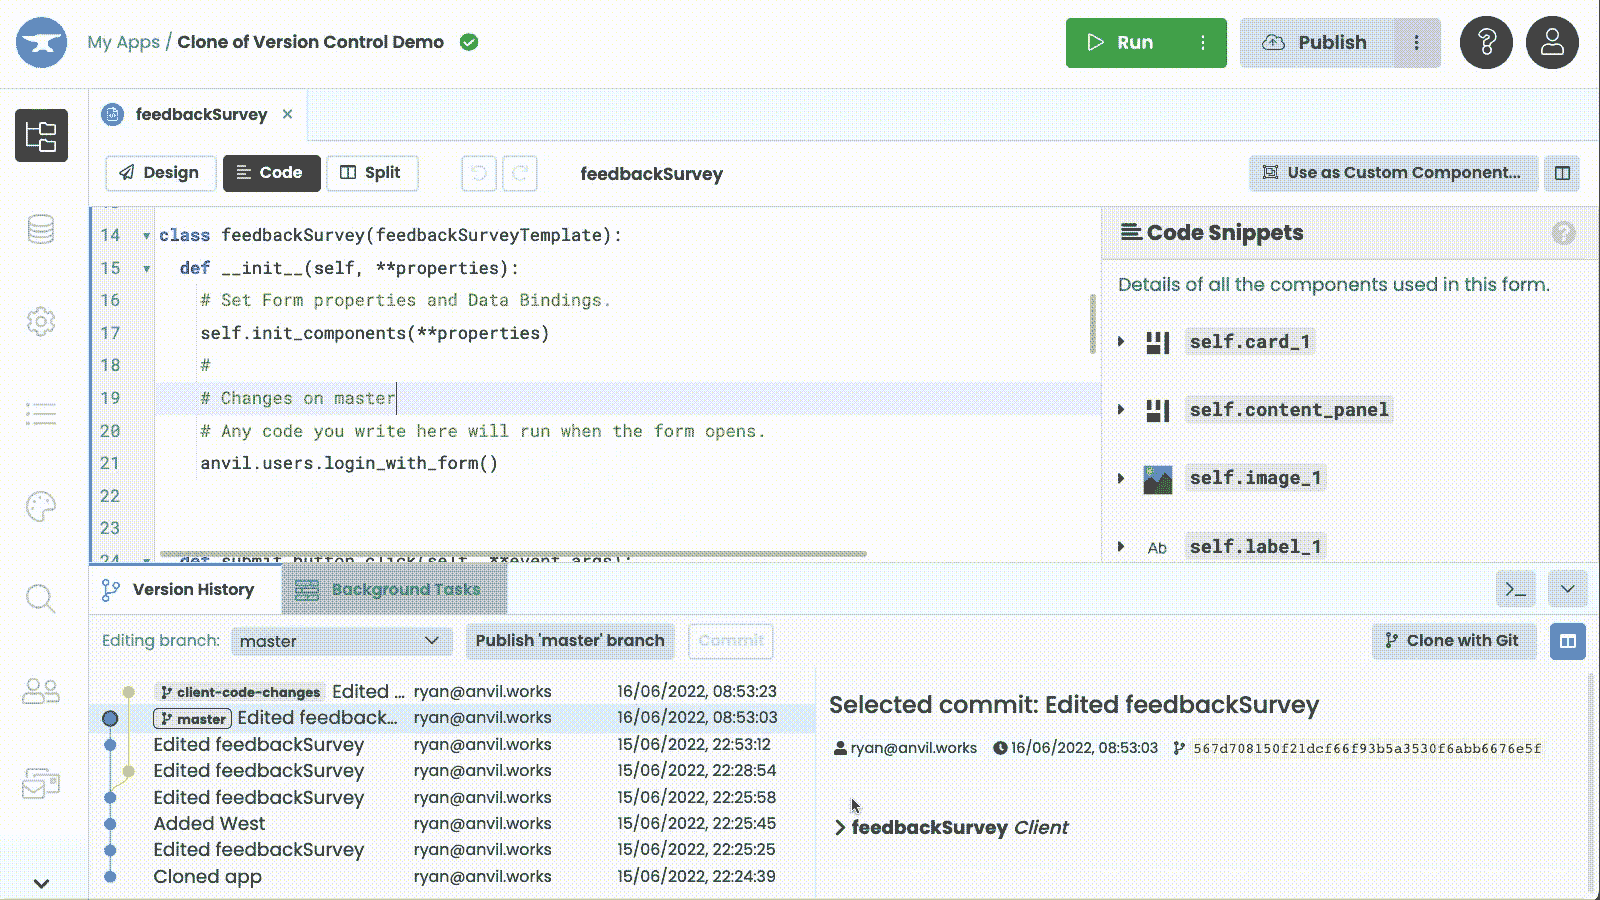 My Apps / Clone of Version Control Demo
Run
Publish
feedbackSurvey ×
Design
Code
Split
feedbackSurvey
Use as Custom Component...
14 class feedbackSurvey(feedbackSurveyTemplate):
15 def __init__(self, **properties):
16 # Set Form properties and Data Bindings.
17 self.init_components(**properties)
18 #
19 # Changes on master
20 # Any code you write here will run when the form opens.
21 anvil.users.login_with_form()
22
23
24 def submit_button_click(self, **event_args):
Code Snippets
Details of all the components used in this form.
self.card_1
self.content_panel
self.image_1
Ab self.label_1
Version History
Background Tasks
Editing branch: master
Publish 'master' branch
Commit
Clone with Git
client-code-changes Edited ... ryan@anvil.works 16/06/2022, 08:53:23
master Edited feedback... ryan@anvil.works 16/06/2022, 08:53:03
Edited feedbackSurvey ryan@anvil.works 15/06/2022, 22:53:12
Edited feedbackSurvey ryan@anvil.works 15/06/2022, 22:28:54
Edited feedbackSurvey ryan@anvil.works 15/06/2022, 22:25:58
Added West ryan@anvil.works 15/06/2022, 22:25:45
Edited feedbackSurvey ryan@anvil.works 15/06/2022, 22:25:25
Cloned app ryan@anvil.works 15/06/2022, 22:24:39
Selected commit: Edited feedbackSurvey
ryan@anvil.works 16/06/2022, 08:53:03 567d708150f21dcf66f93b5a3530f6abb6676e5f
feedbackSurvey Client